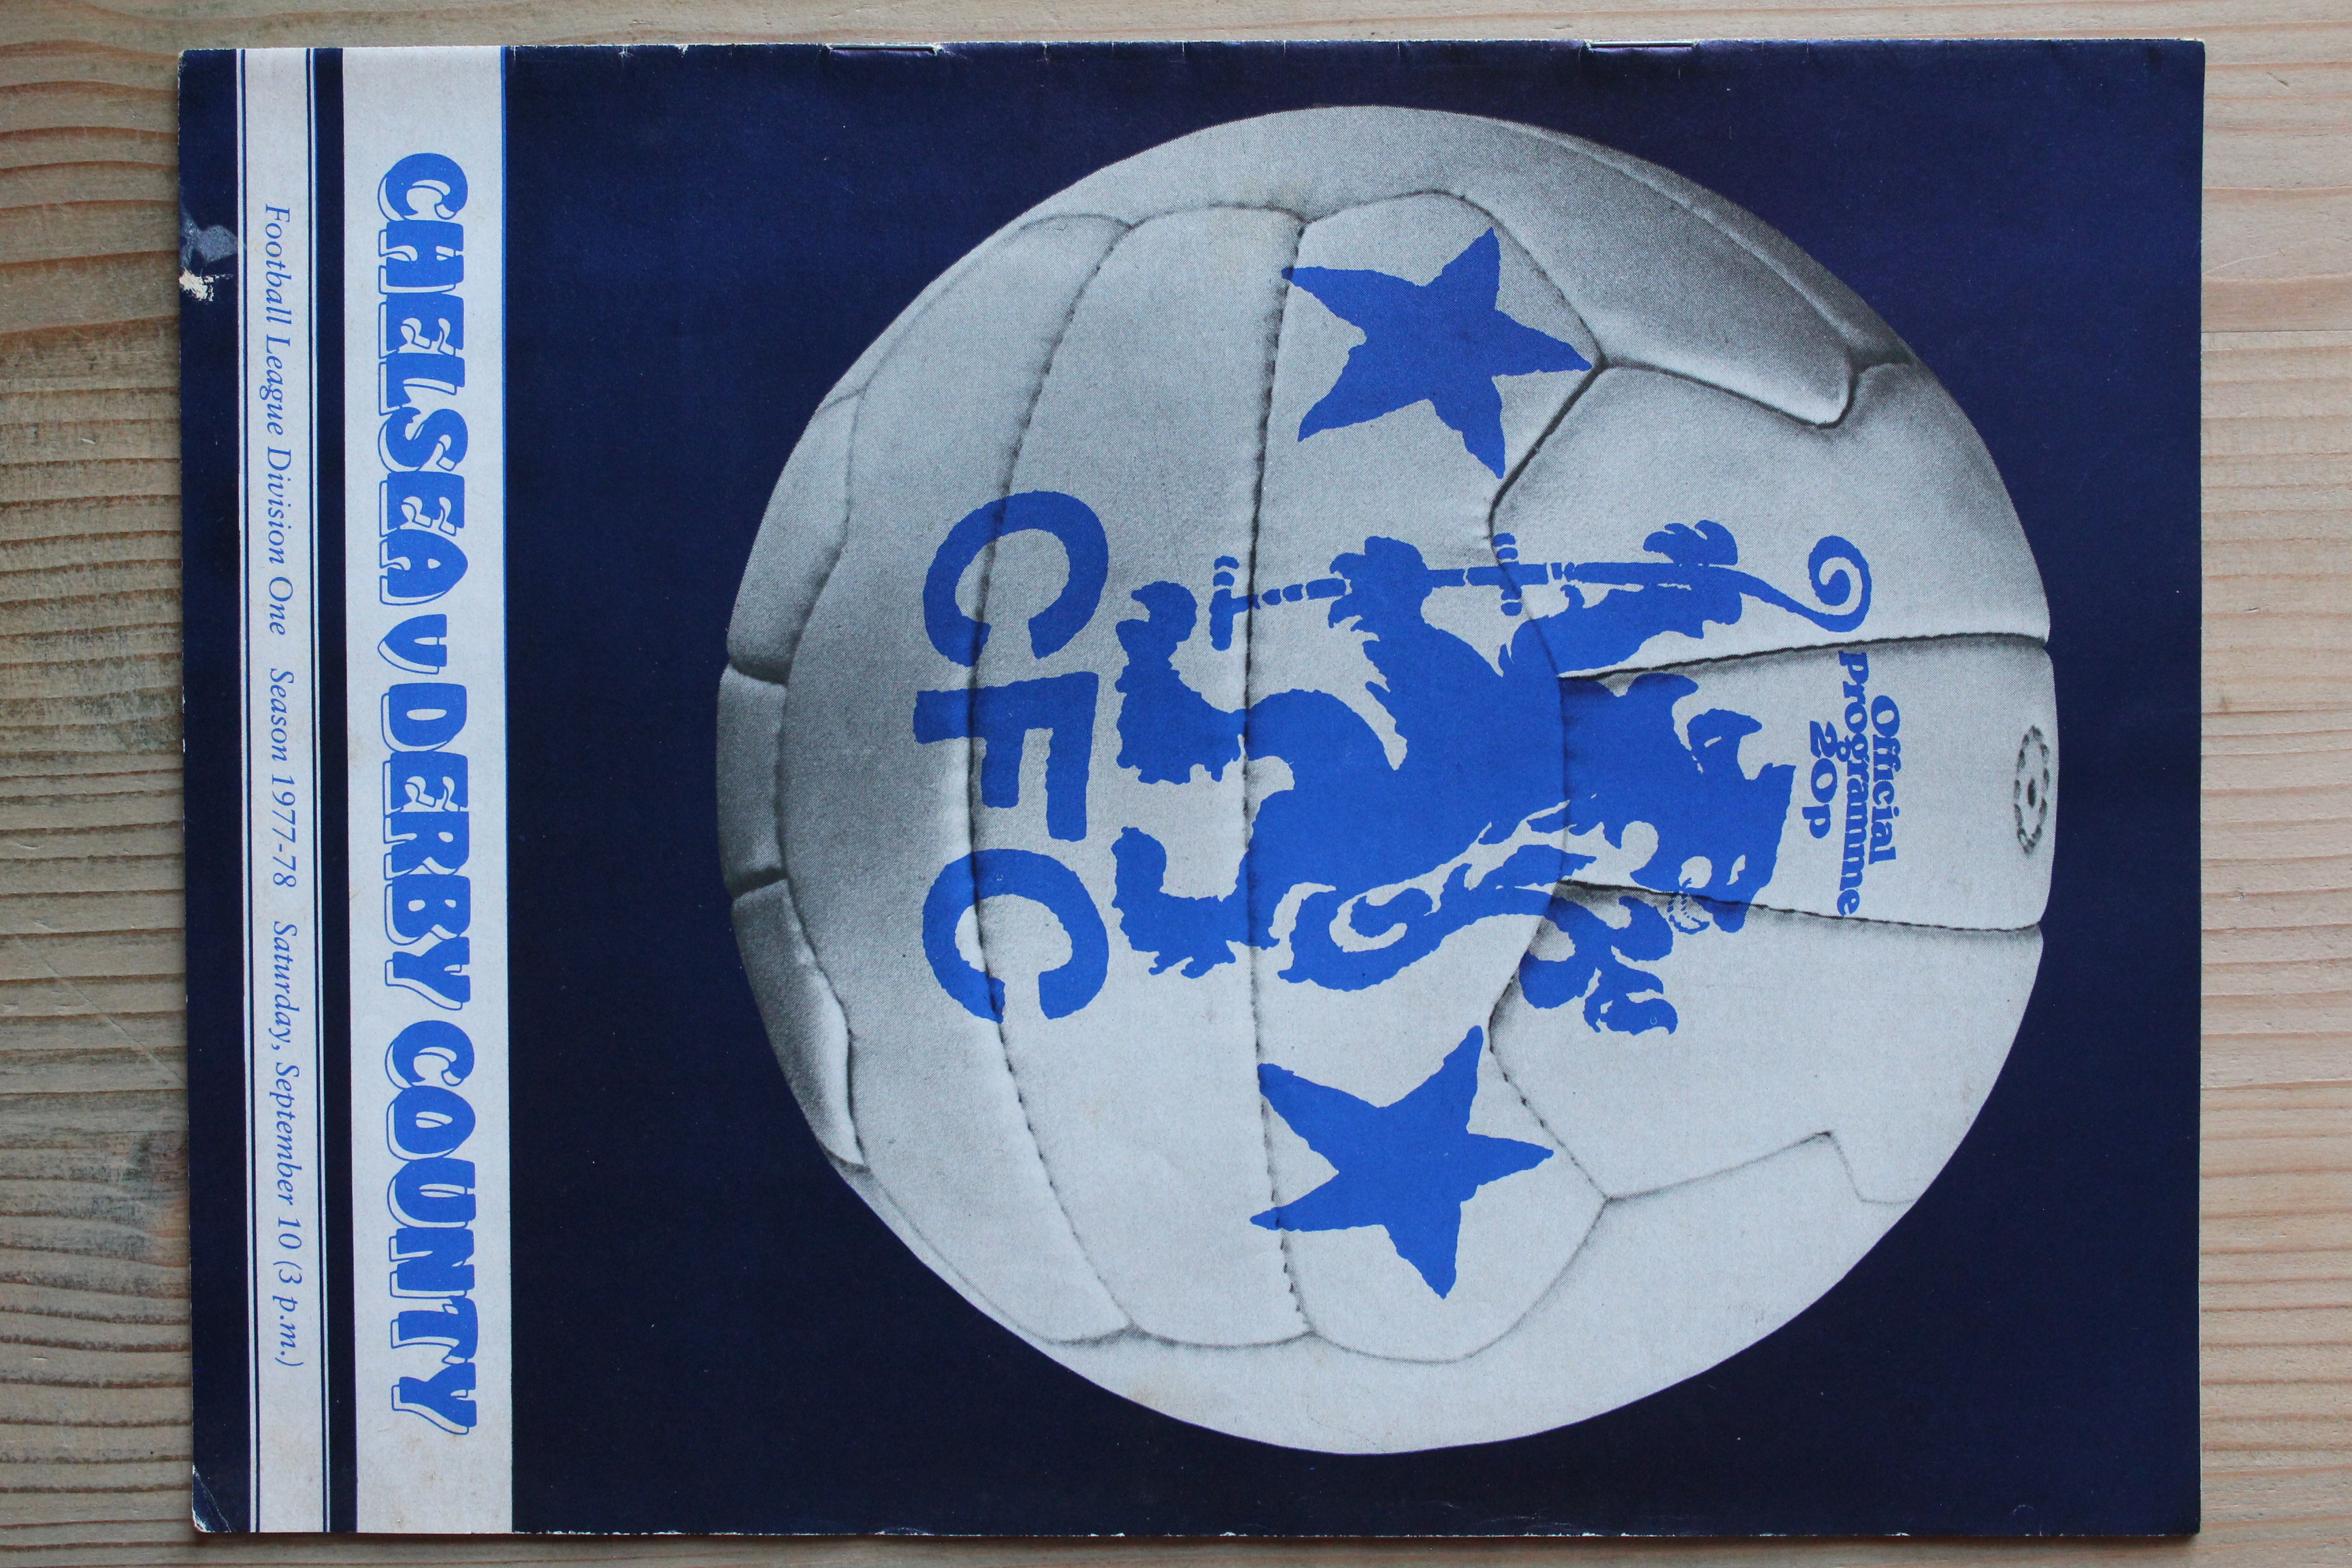 Official
Programme
20p
CFC
CHELSEA V DERBY COUNTY
Football League Division One Season 1977-78 Saturday, September 10 (3 p.m.)